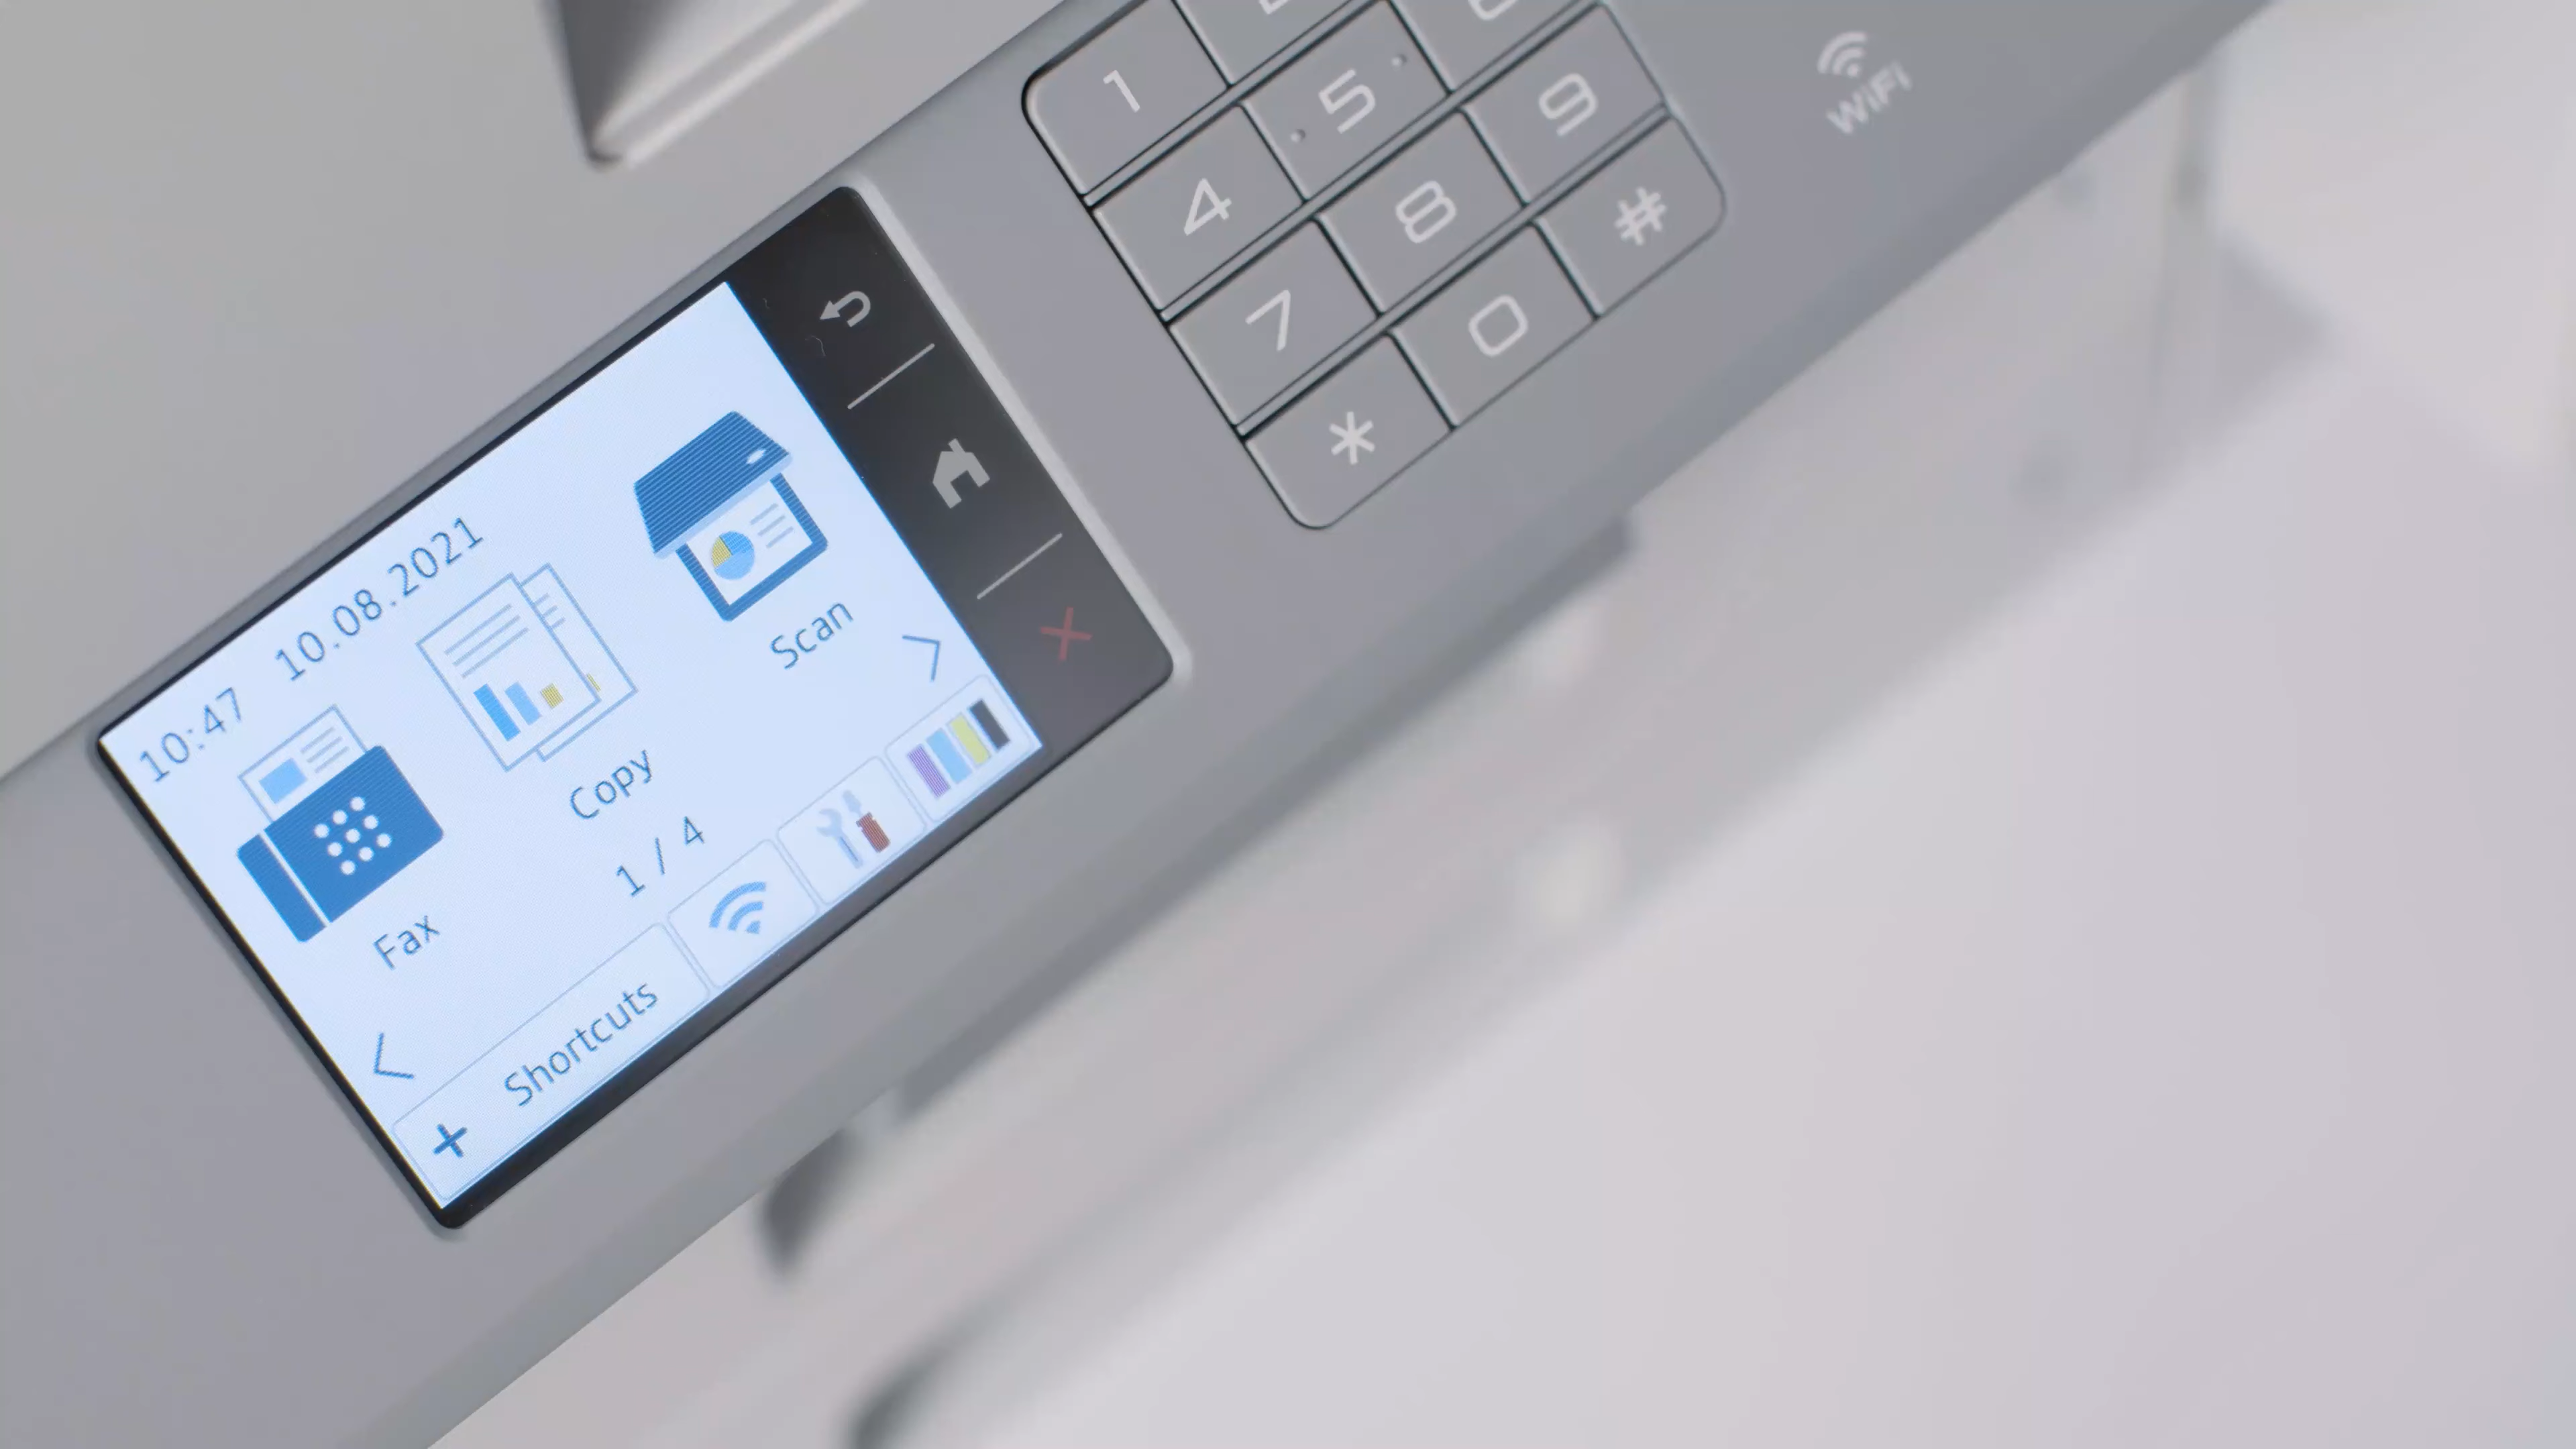 10:47 10.08.2021
Fax
Copy
Scan
1 / 4
+ Shortcuts
1
4 5
7 8 9
* 0 #
WiFi